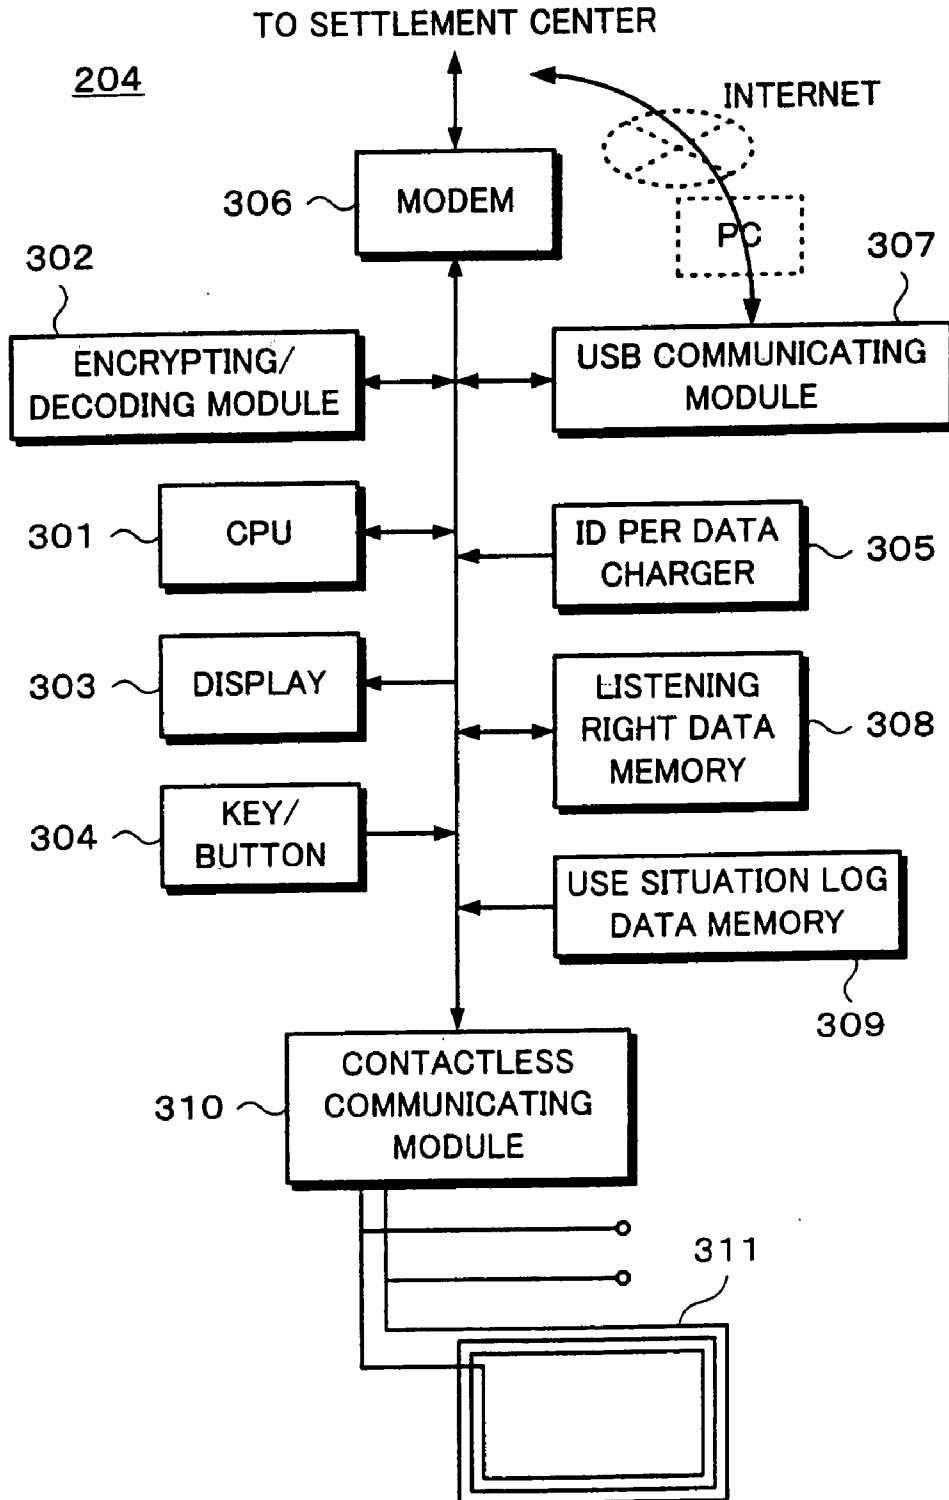 TO SETTLEMENT CENTER
204
INTERNET
306
MODEM
PC
302
307
ENCRYPTING/
DECODING MODULE
USB COMMUNICATING
MODULE
301
CPU
ID PER DATA
CHARGER
305
303
DISPLAY
LISTENING
RIGHT DATA
MEMORY
308
304
KEY/
BUTTON
USE SITUATION LOG
DATA MEMORY
309
310
CONTACTLESS
COMMUNICATING
MODULE
311